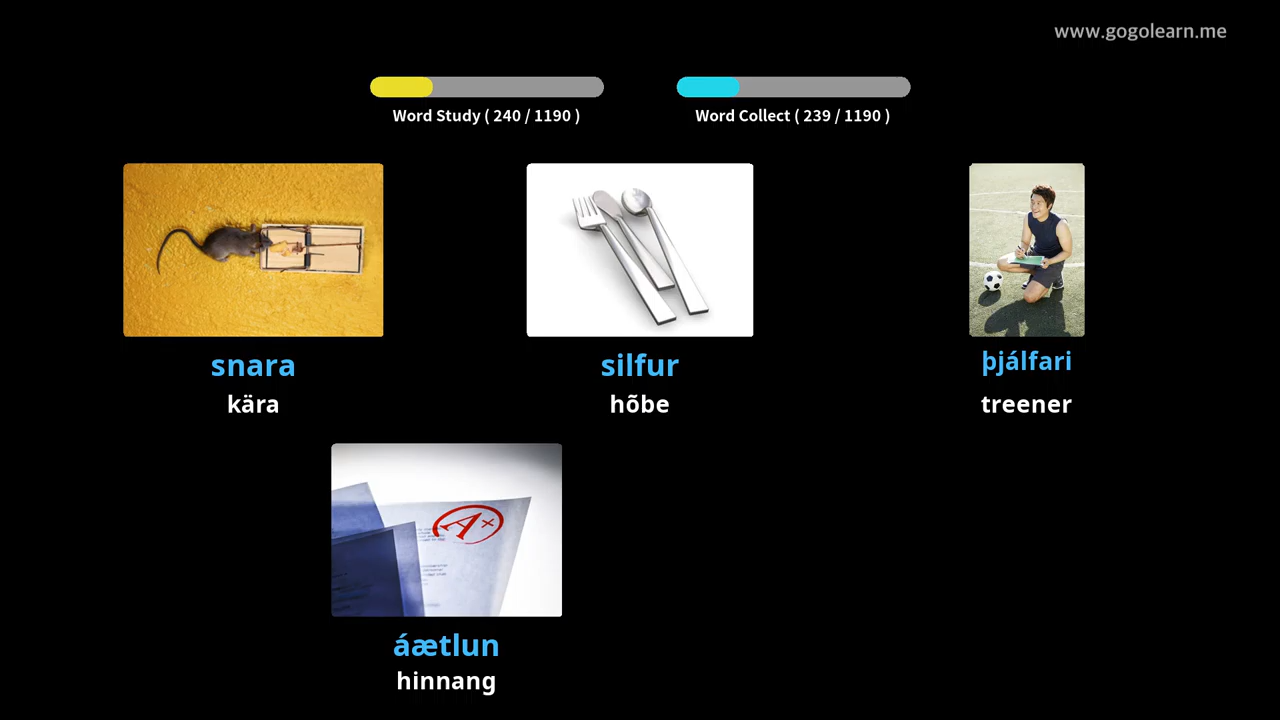 www.gogolearn.me
Word Study ( 240 / 1190 )
Word Collect ( 239 / 1190 )
snara
silfur
þjálfari
kära
hõbe
treener
A+
áætlun
hinnang